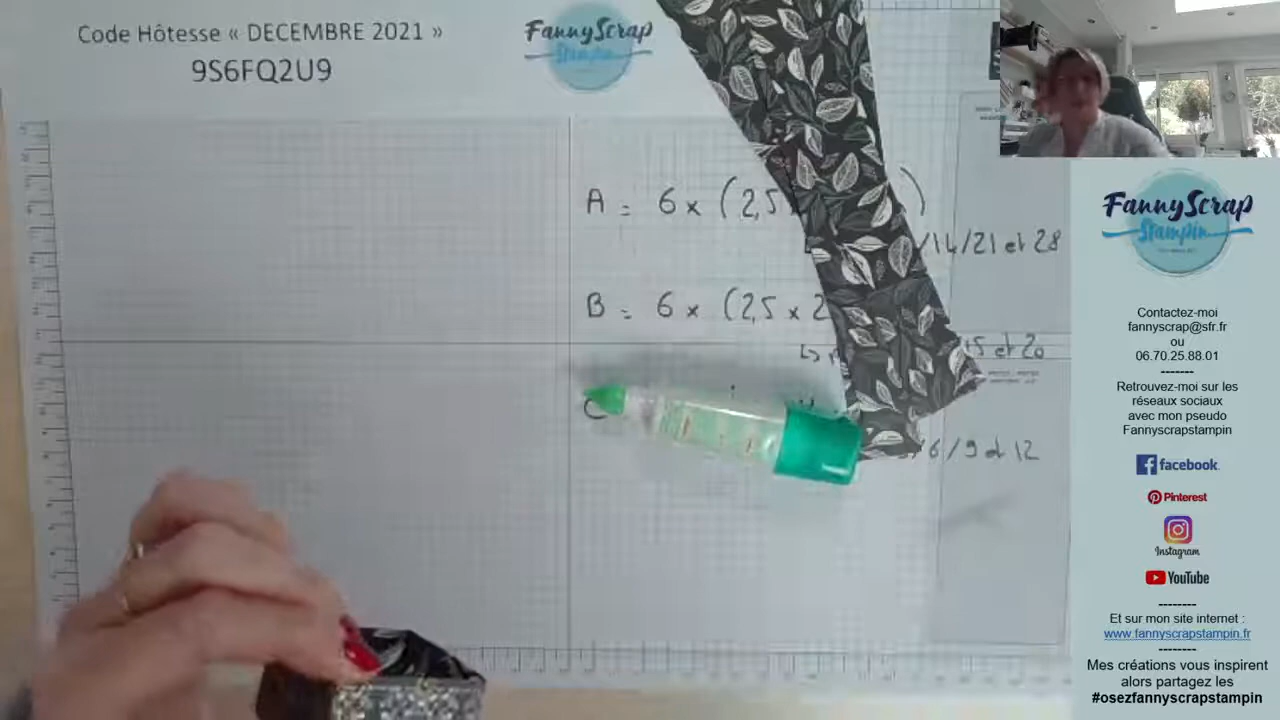 Code Hôtesse « DECEMBRE 2021 »
9S6FQ2U9
FannyScrap
Stampin
A = 6 x (2,5 )
/14/21 et 28
B = 6 x (2,5 x 2
15 et 20
C
/6/9 et 12
FannyScrap
Stampin
Contactez-moi
fannyscrap@sfr.fr
ou
06.70.25.88.01
-------
Retrouvez-moi sur les
réseaux sociaux
avec mon pseudo
Fannyscrapstampin
facebook.
Pinterest
Instagram
YouTube
--------
Et sur mon site internet :
www.fannyscrapstampin.fr
-------
Mes créations vous inspirent
alors partagez les
#osezfannyscrapstampin